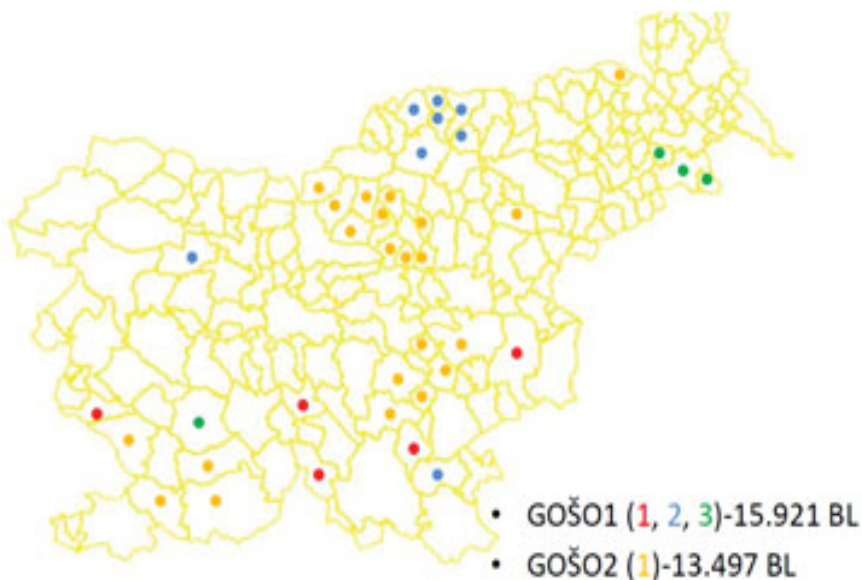 • GOŠO1 (1, 2, 3)-15.921 BL
• GOŠO2 (1)-13.497 BL